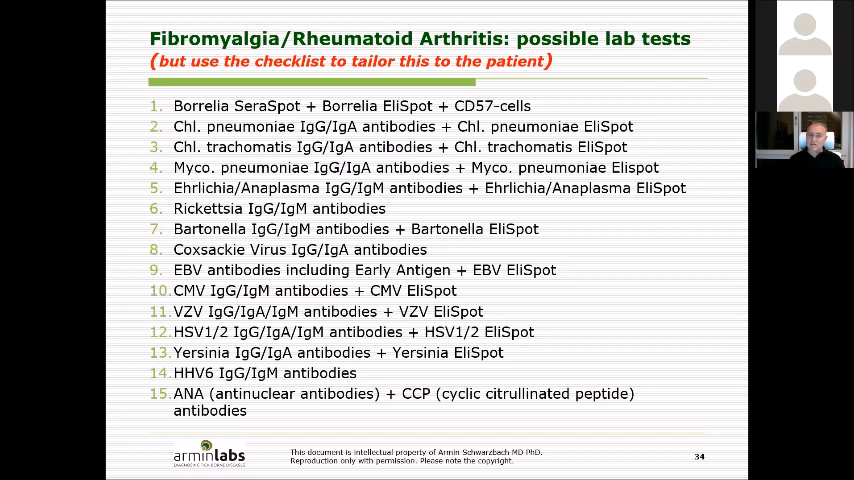 Fibromyalgia/Rheumatoid Arthritis: possible lab tests
(but use the checklist to tailor this to the patient)
1. Borrelia SeraSpot + Borrelia EliSpot + CD57-cells
2. Chl. pneumoniae IgG/IgA antibodies + Chl. pneumoniae EliSpot
3. Chl. trachomatis IgG/IgA antibodies + Chl. trachomatis EliSpot
4. Myco. pneumoniae IgG/IgA antibodies + Myco. pneumoniae Elispot
5. Ehrlichia/Anaplasma IgG/IgM antibodies + Ehrlichia/Anaplasma EliSpot
6. Rickettsia IgG/IgM antibodies
7. Bartonella IgG/IgM antibodies + Bartonella EliSpot
8. Coxsackie Virus IgG/IgA antibodies
9. EBV antibodies including Early Antigen + EBV EliSpot
10. CMV IgG/IgM antibodies + CMV EliSpot
11. VZV IgG/IgA/IgM antibodies + VZV EliSpot
12. HSV1/2 IgG/IgA/IgM antibodies + HSV1/2 EliSpot
13. Yersinia IgG/IgA antibodies + Yersinia EliSpot
14. HHV6 IgG/IgM antibodies
15. ANA (antinuclear antibodies) + CCP (cyclic citrullinated peptide)
antibodies
arminlabs
This document is intellectual property of Armin Schwarzbach MD PhD.
Reproduction only with permission. Please note the copyright.
34